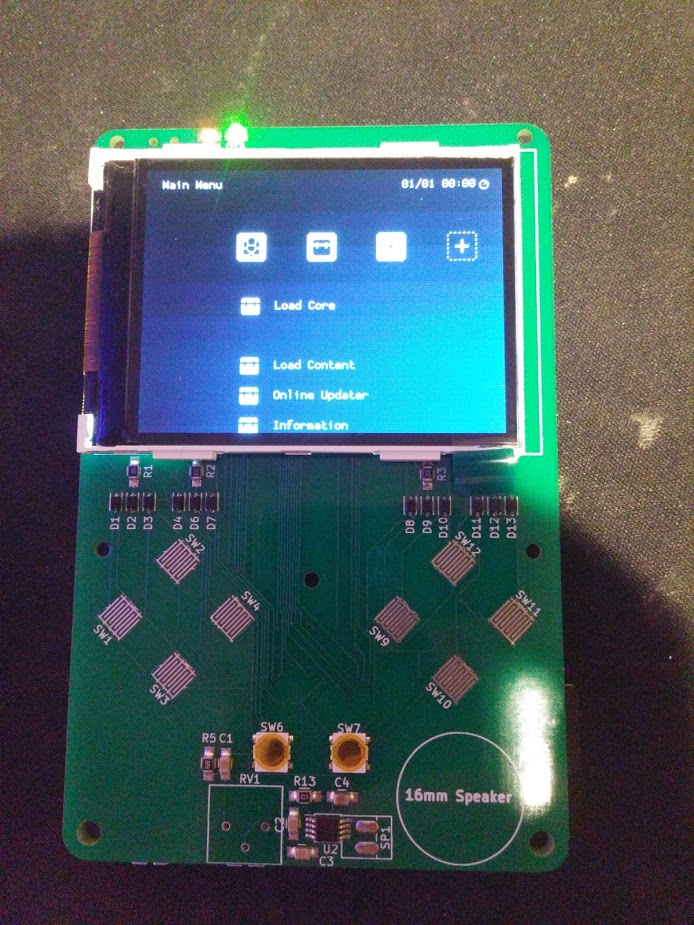 Main Menu
01/01 00:00
Load Core
Load Content
Online Updater
Information
R1
R2
R3
D1
D2
D3
D4
D6
D7
D8
D9
D10
D11
D12
D13
SW2
SW12
SW4
SW11
SW1
SW9
SW3
SW10
SW6
SW7
R5
C1
RV1
R13
C4
16mm Speaker
C2
U2
SP1
C3